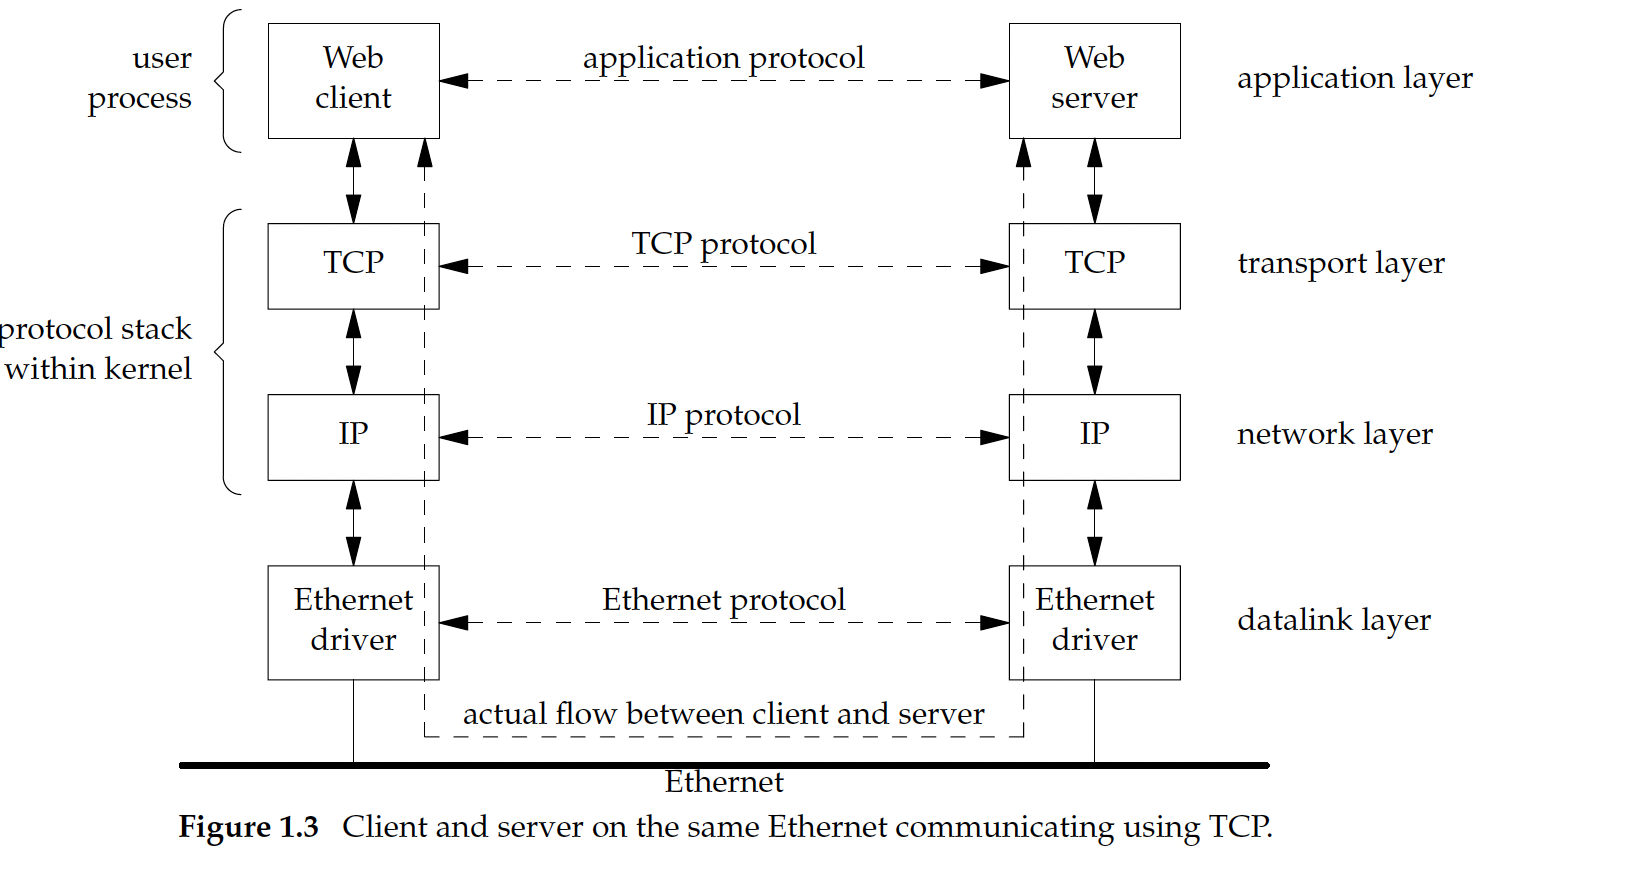 user
process
Web
client
application protocol
Web
server
application layer
TCP
TCP protocol
TCP
transport layer
protocol stack
within kernel
IP
IP protocol
IP
network layer
Ethernet
driver
Ethernet protocol
Ethernet
driver
datalink layer
actual flow between client and server
Ethernet
Figure 1.3 Client and server on the same Ethernet communicating using TCP.